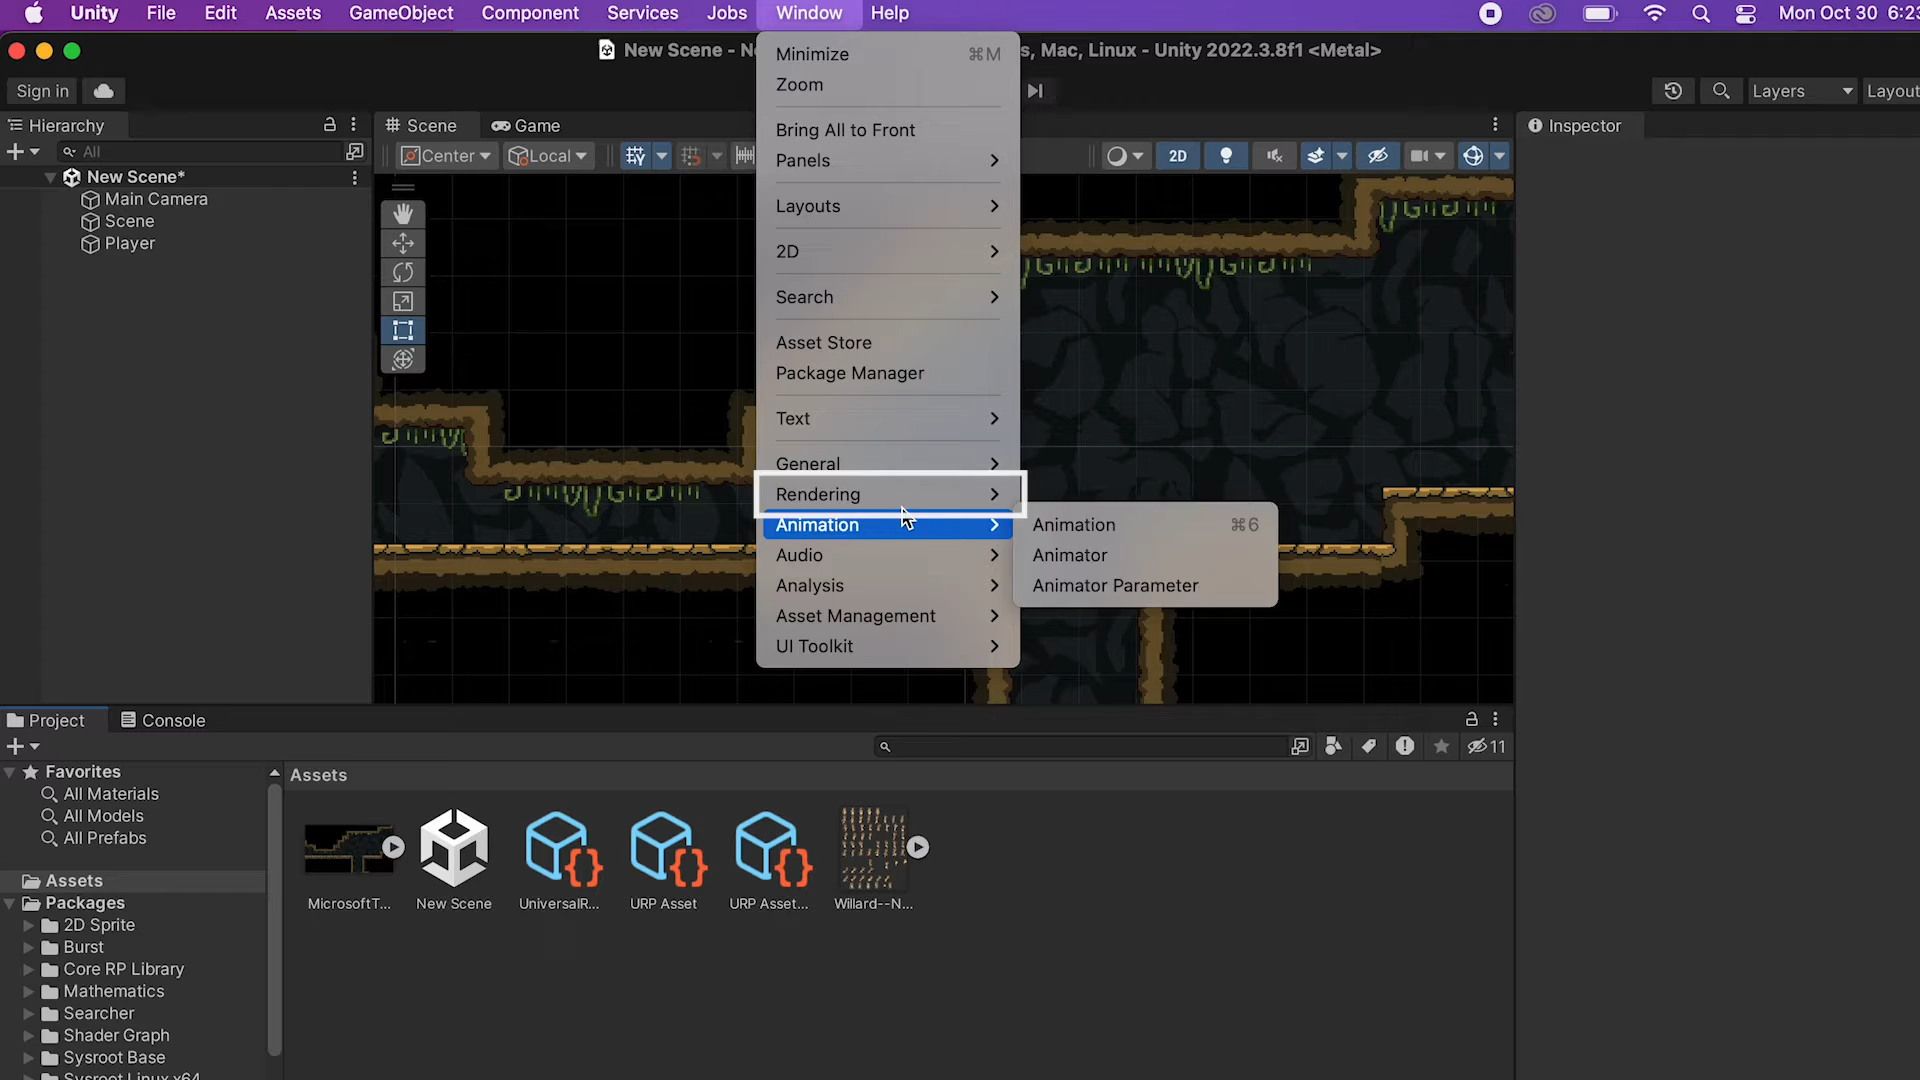 Unity File Edit Assets GameObject Component Services Jobs Window Help Mon Oct 30 6:23
New Scene - N
s, Mac, Linux - Unity 2022.3.8f1 <Metal>
Sign in
Layers
Layout
Hierarchy
All
New Scene*
Main Camera
Scene
Player
Scene
Game
Center
Local
2D
Minimize ⌘M
Zoom
Bring All to Front
Panels
Layouts
2D
Search
Asset Store
Package Manager
Text
General
Rendering
Animation
Audio
Analysis
Asset Management
UI Toolkit
Animation ⌘6
Animator
Animator Parameter
Inspector
Project
Console
11
Favorites
All Materials
All Models
All Prefabs
Assets
Packages
2D Sprite
Burst
Core RP Library
Mathematics
Searcher
Shader Graph
Sysroot Base
Sysroot Linux x64
Assets
MicrosoftT...
New Scene
UniversalR...
URP Asset
URP Asset...
Willard--N...